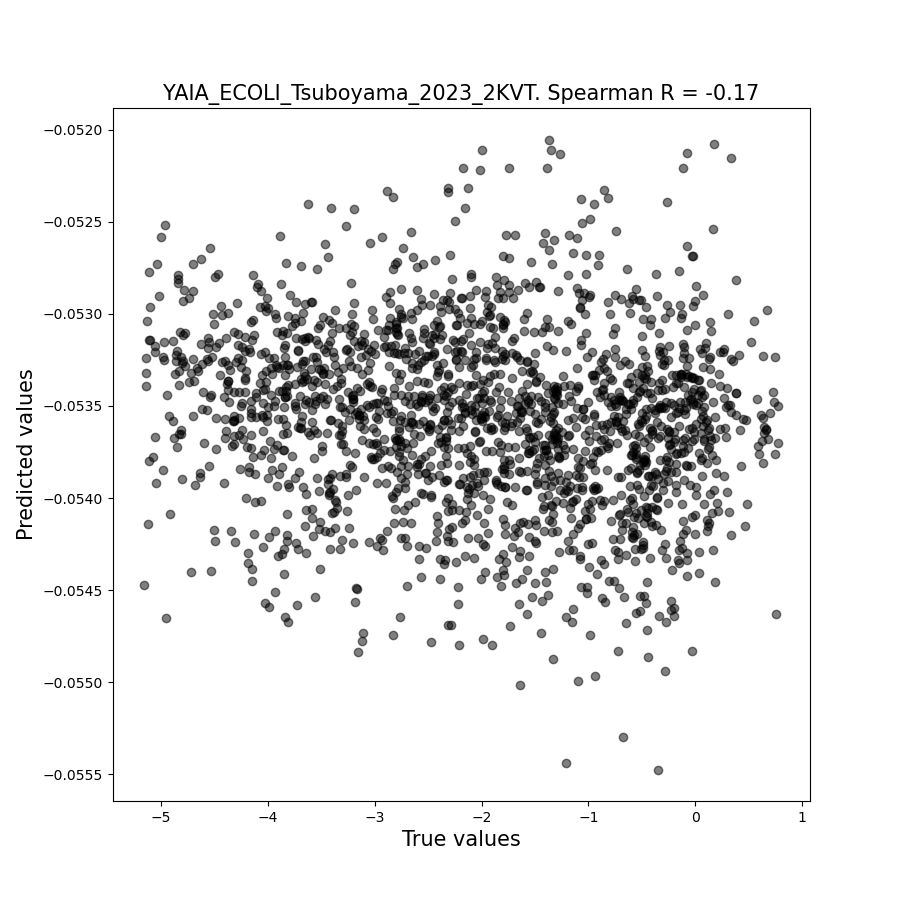 YAIA_ECOLI_Tsuboyama_2023_2KVT. Spearman R = -0.17
−0.0520
−0.0525
−0.0530
−0.0535
−0.0540
−0.0545
−0.0550
−0.0555
Predicted values
−5 −4 −3 −2 −1 0 1
True values